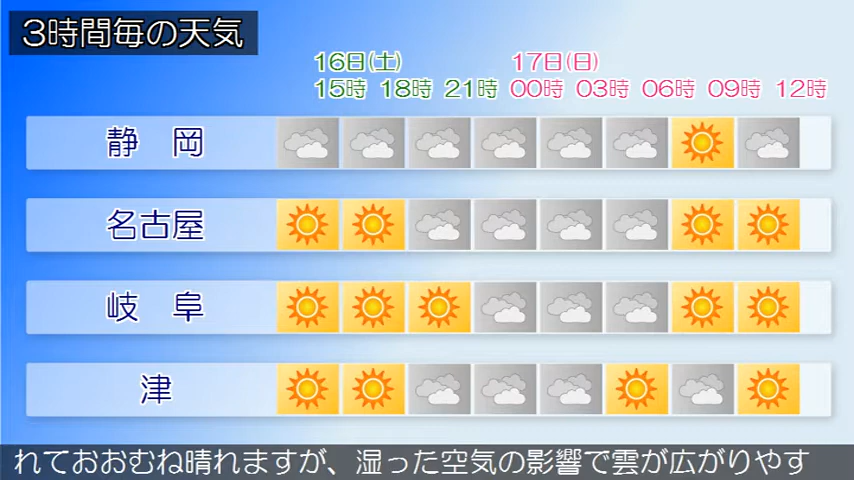 3時間毎の天気
16日(土) 17日(日)
15時 18時 21時 00時 03時 06時 09時 12時
静 岡
名古屋
岐 阜
津
れておおむね晴れますが、湿った空気の影響で雲が広がりやす